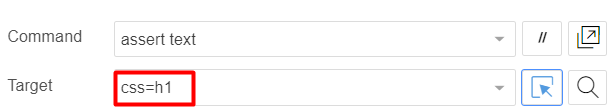 Command assert text //
Target css=h1